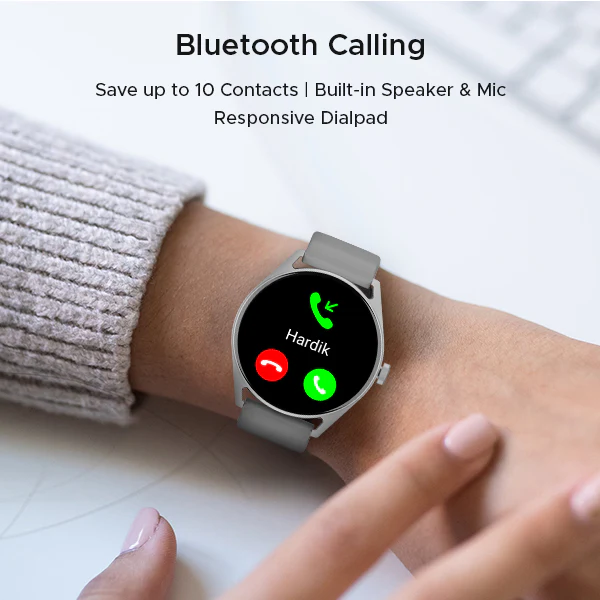 Bluetooth Calling
Save up to 10 Contacts | Built-in Speaker & Mic
Responsive Dialpad
Hardik